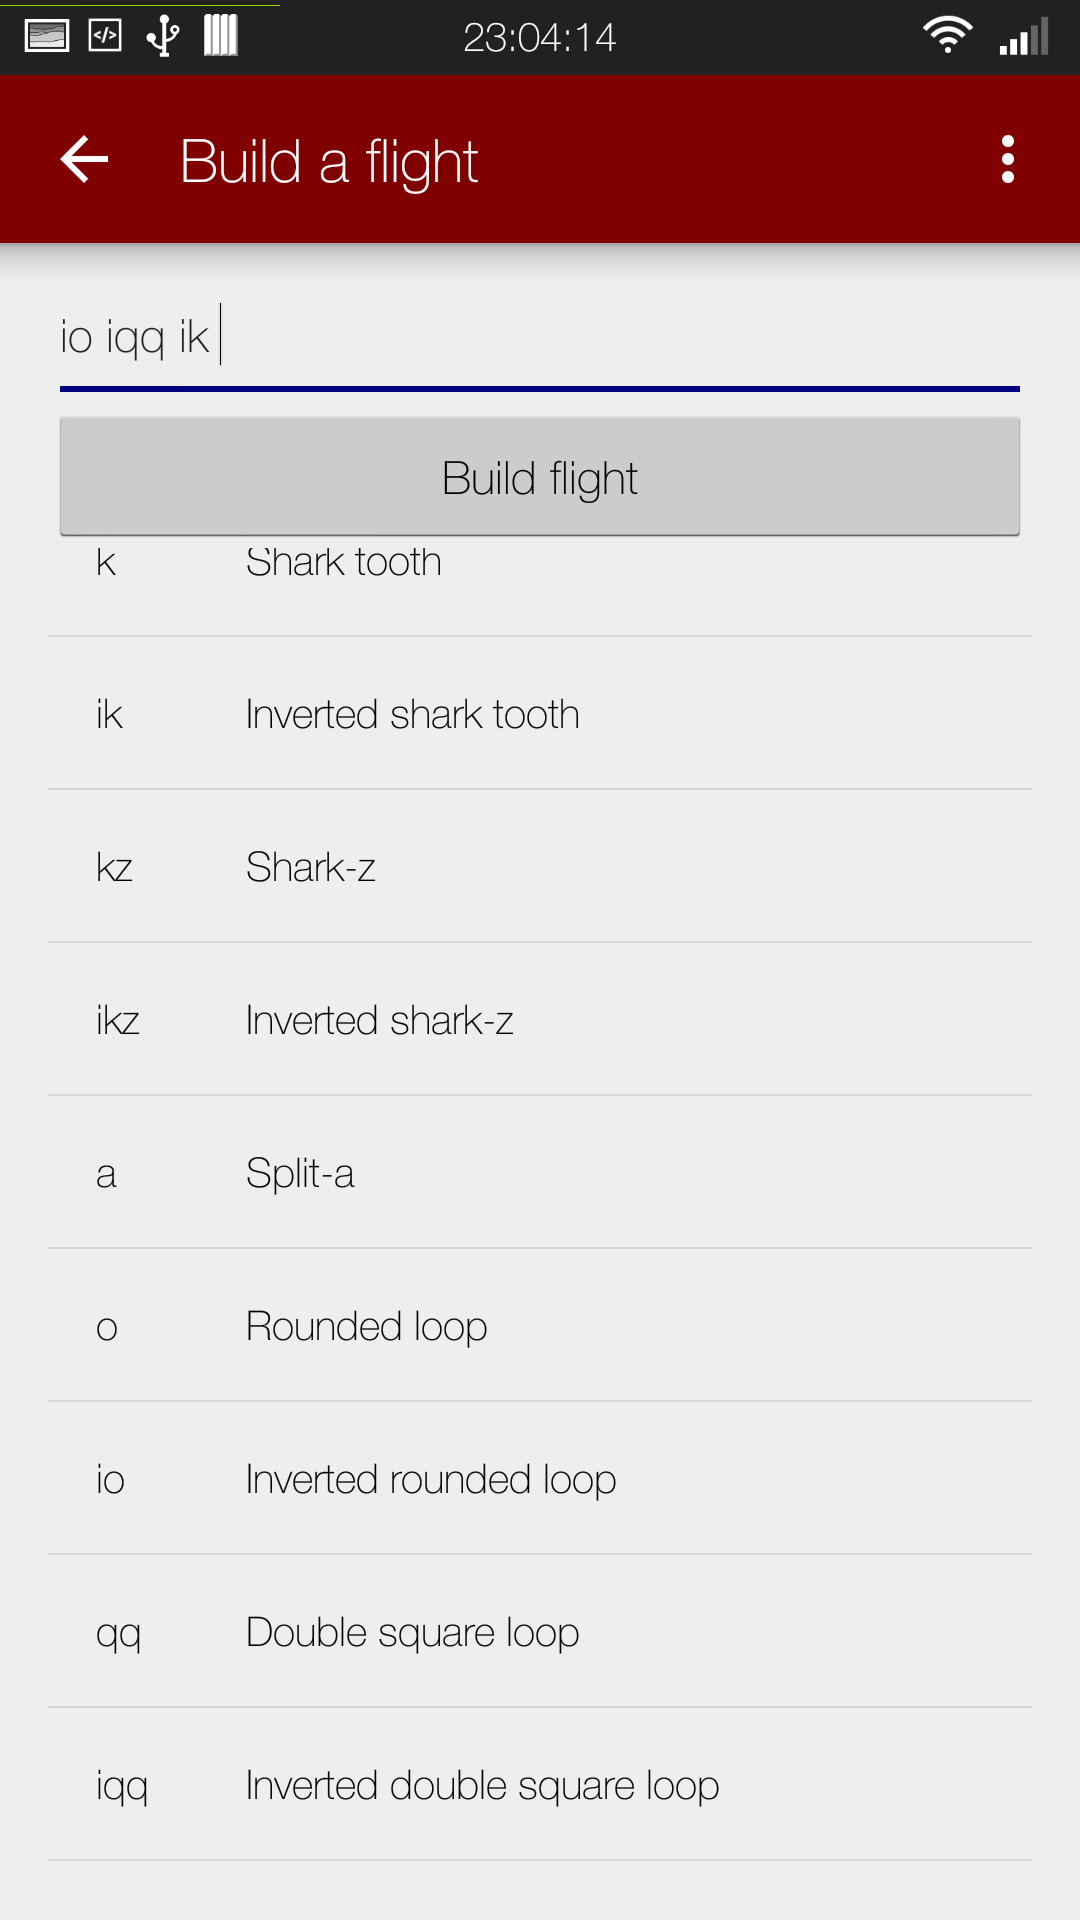 23:04:14
Build a flight
io iqq ik
Build flight
k Shark tooth
ik Inverted shark tooth
kz Shark-z
ikz Inverted shark-z
a Split-a
o Rounded loop
io Inverted rounded loop
qq Double square loop
iqq Inverted double square loop